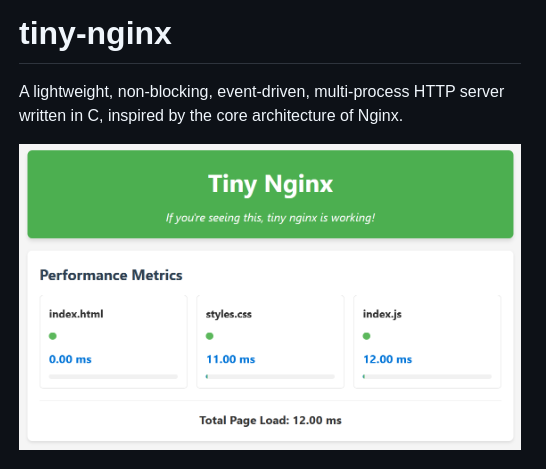 tiny-nginx
A lightweight, non-blocking, event-driven, multi-process HTTP server
written in C, inspired by the core architecture of Nginx.
Tiny Nginx
If you're seeing this, tiny nginx is working!
Performance Metrics
index.html
0.00 ms
styles.css
11.00 ms
index.js
12.00 ms
Total Page Load: 12.00 ms